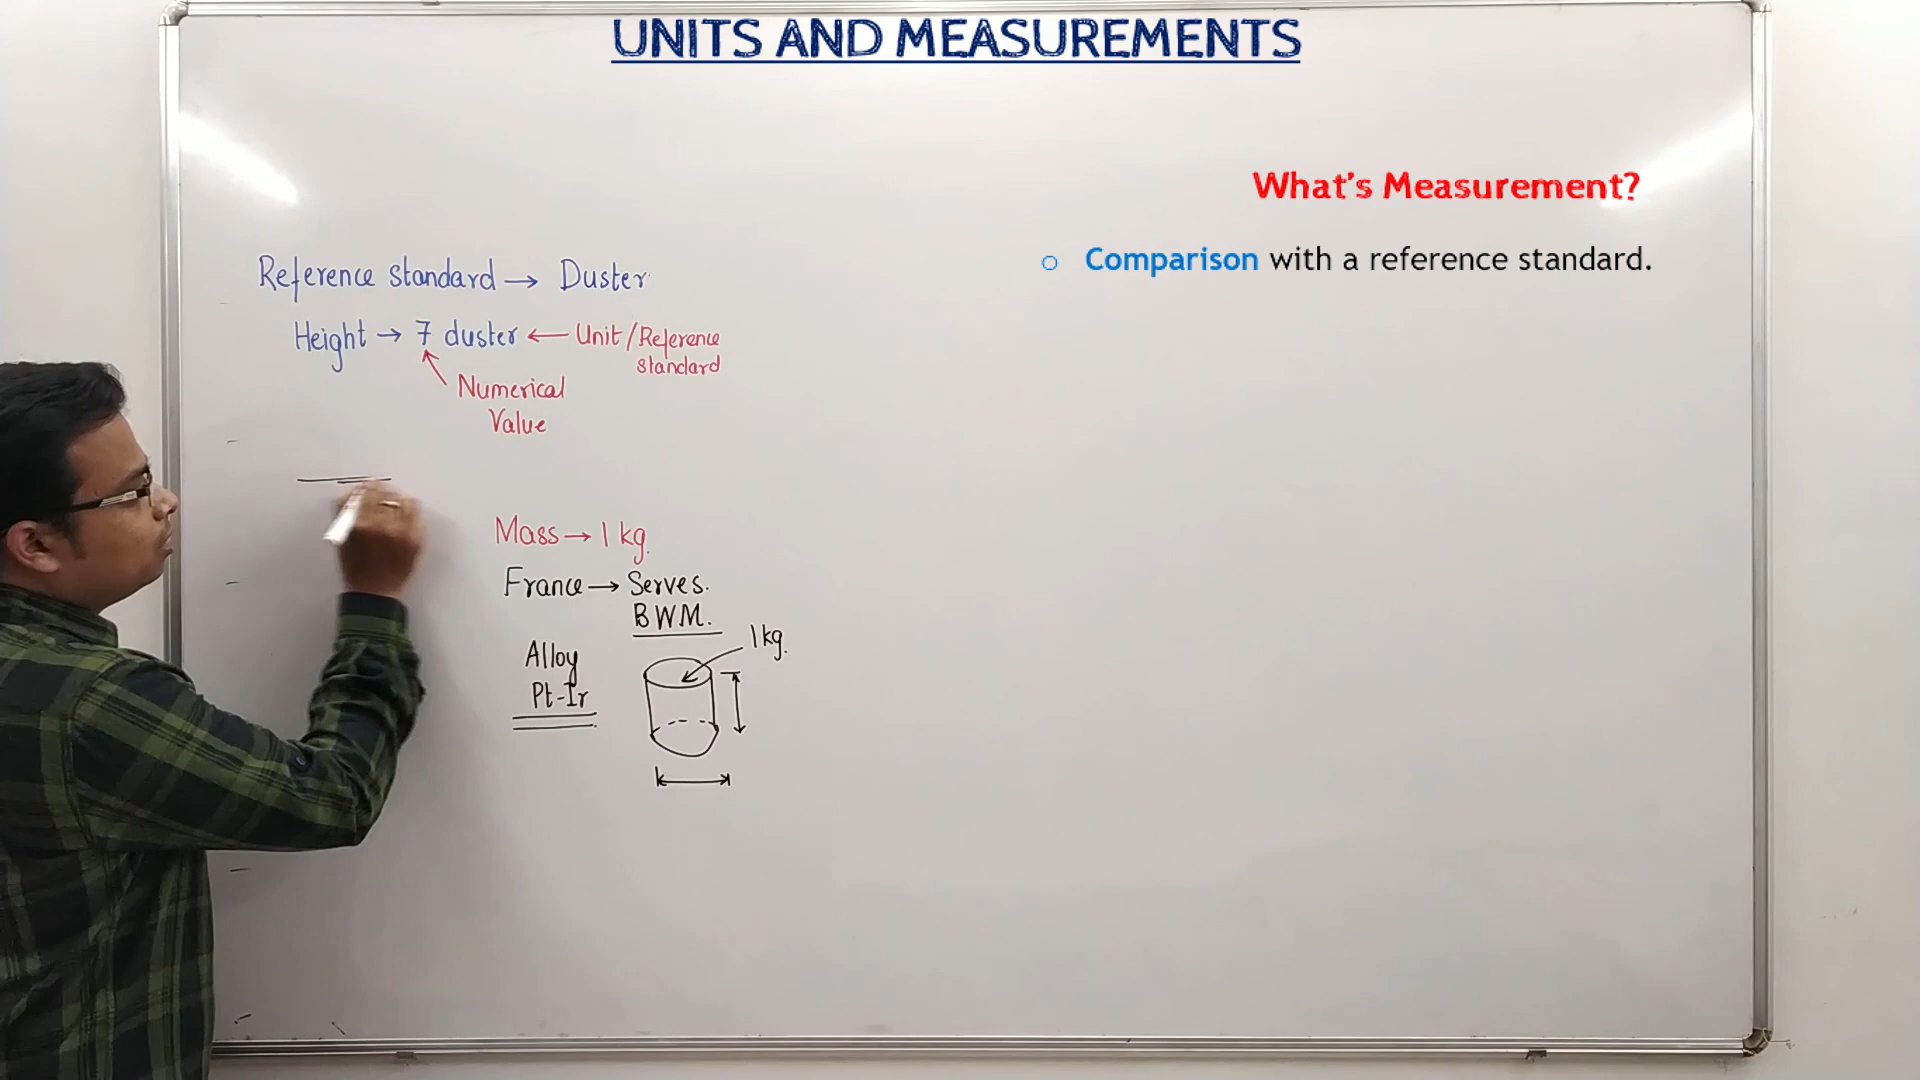 UNITS AND MEASUREMENTS
What's Measurement?
Comparison with a reference standard.
Reference standard → Duster
Height → 7 duster ← Unit/Reference standard
Numerical
Value
Mass → 1 kg.
France → Serves.
BWM.
1kg.
Alloy
Pt-Ir